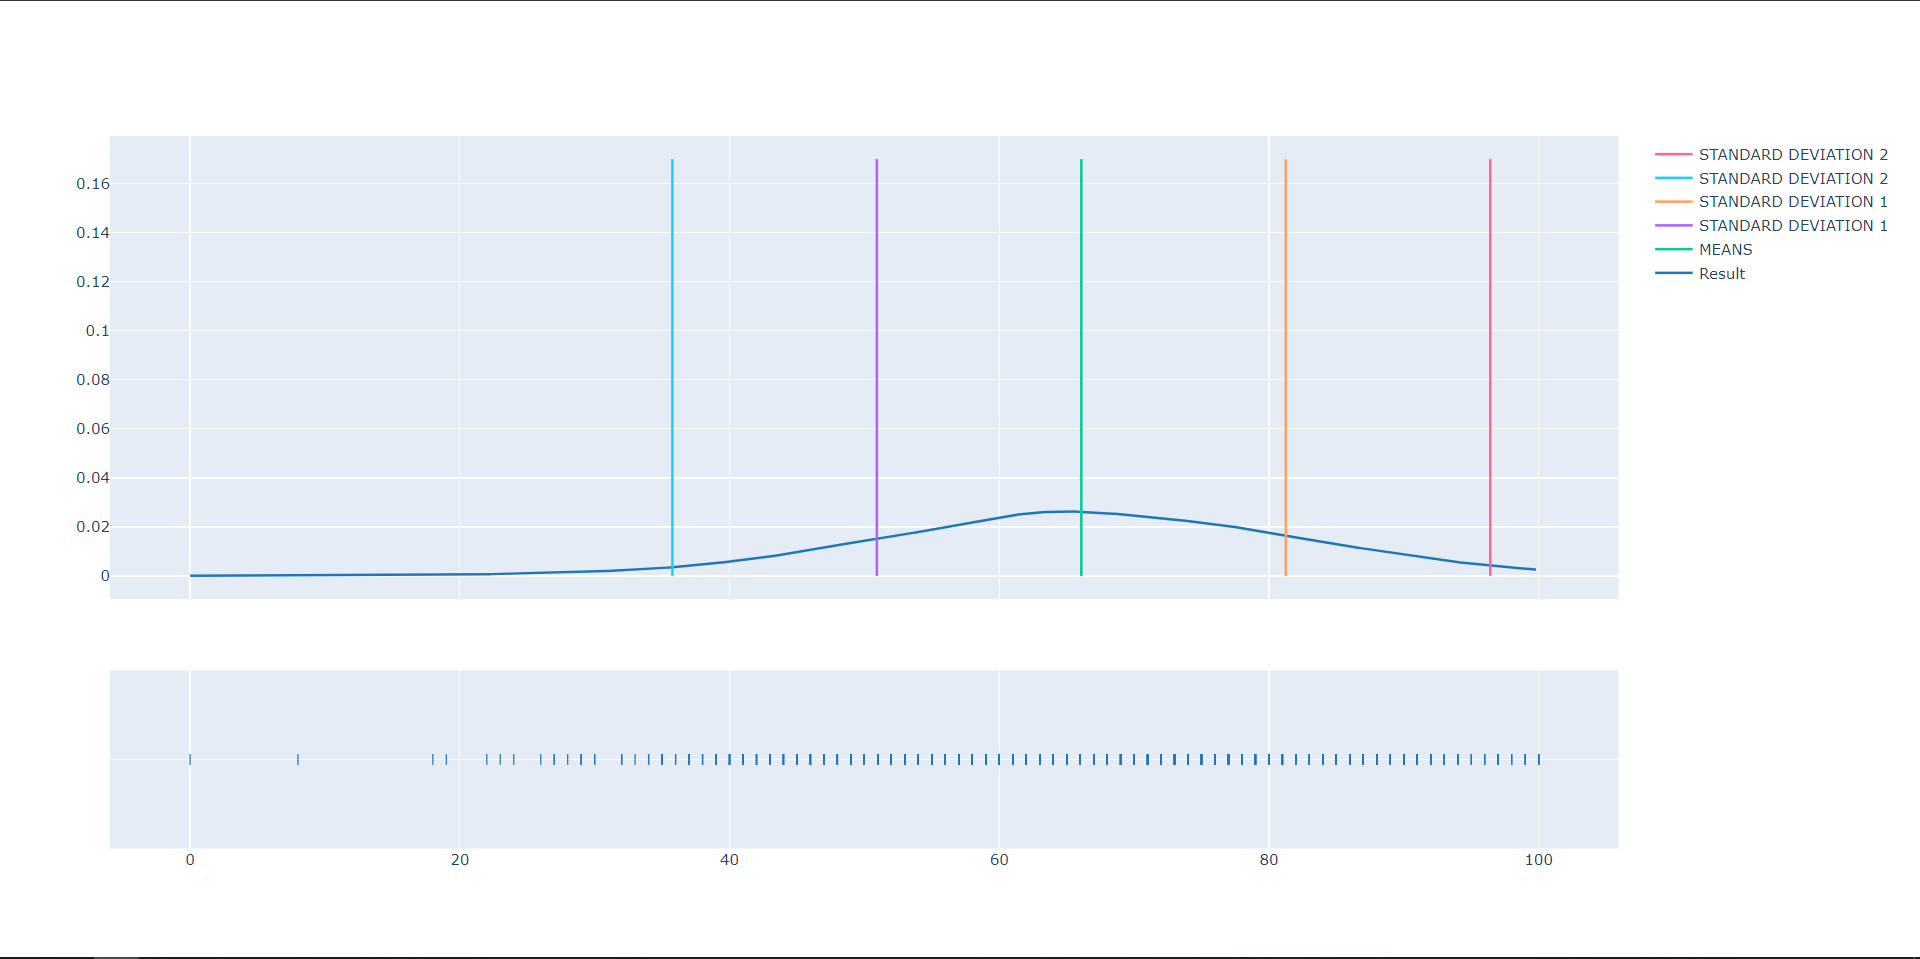 0.16
0.14
0.12
0.1
0.08
0.06
0.04
0.02
0
STANDARD DEVIATION 2
STANDARD DEVIATION 2
STANDARD DEVIATION 1
STANDARD DEVIATION 1
MEANS
Result
0 20 40 60 80 100